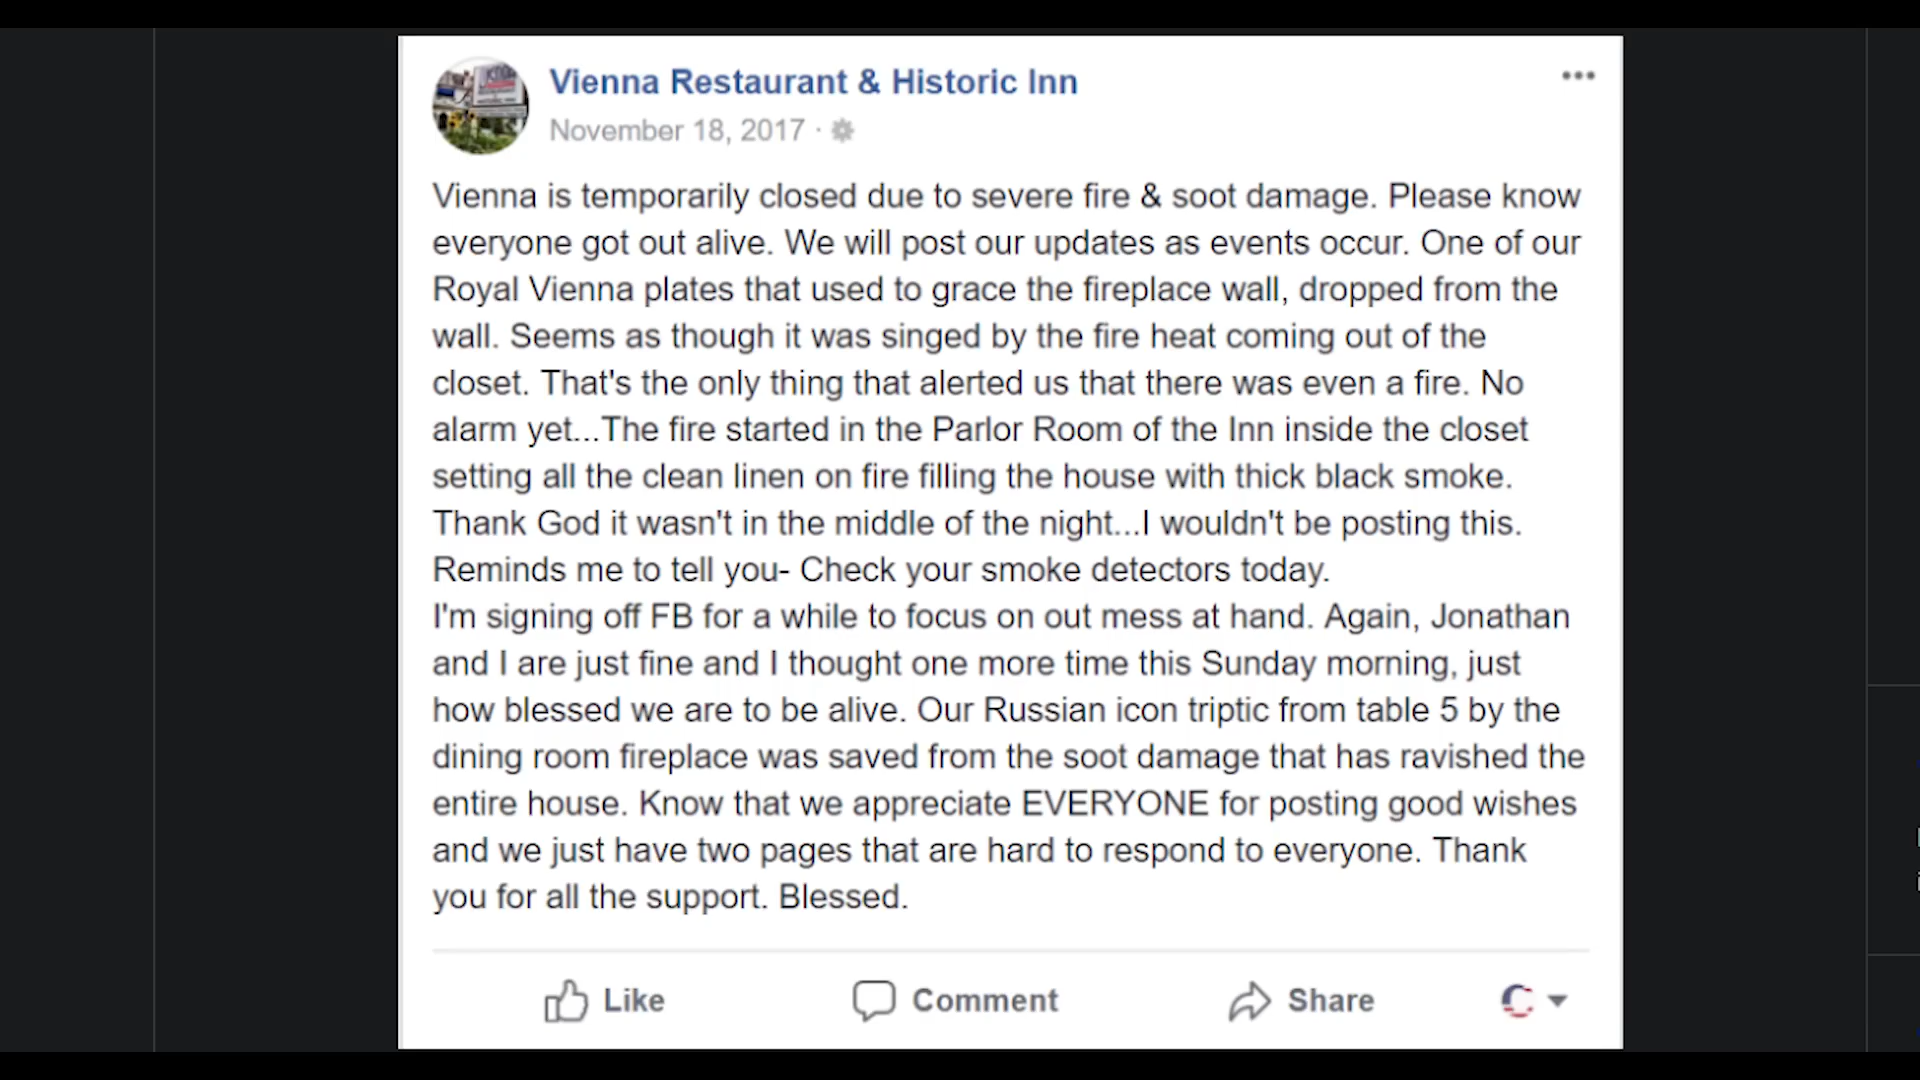 Vienna Restaurant & Historic Inn
November 18, 2017 ·
Vienna is temporarily closed due to severe fire & soot damage. Please know
everyone got out alive. We will post our updates as events occur. One of our
Royal Vienna plates that used to grace the fireplace wall, dropped from the
wall. Seems as though it was singed by the fire heat coming out of the
closet. That's the only thing that alerted us that there was even a fire. No
alarm yet...The fire started in the Parlor Room of the Inn inside the closet
setting all the clean linen on fire filling the house with thick black smoke.
Thank God it wasn't in the middle of the night...I wouldn't be posting this.
Reminds me to tell you- Check your smoke detectors today.
I'm signing off FB for a while to focus on out mess at hand. Again, Jonathan
and I are just fine and I thought one more time this Sunday morning, just
how blessed we are to be alive. Our Russian icon triptic from table 5 by the
dining room fireplace was saved from the soot damage that has ravished the
entire house. Know that we appreciate EVERYONE for posting good wishes
and we just have two pages that are hard to respond to everyone. Thank
you for all the support. Blessed.
Like Comment Share